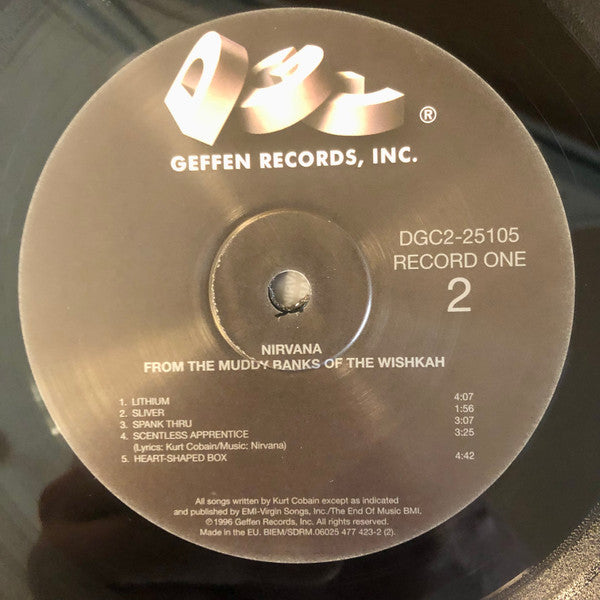 DGC
®
GEFFEN RECORDS, INC.
DGC2-25105
RECORD ONE
2
NIRVANA
FROM THE MUDDY BANKS OF THE WISHKAH
1. LITHIUM 4:07
2. SLIVER 1:56
3. SPANK THRU 3:07
4. SCENTLESS APPRENTICE 3:25
(Lyrics: Kurt Cobain/Music: Nirvana)
5. HEART-SHAPED BOX 4:42
All songs written by Kurt Cobain except as indicated
and published by EMI-Virgin Songs, Inc./The End Of Music BMI.
℗1996 Geffen Records, Inc. All rights reserved.
Made in the EU. BIEM/SDRM.06025 477 423-2 (2).